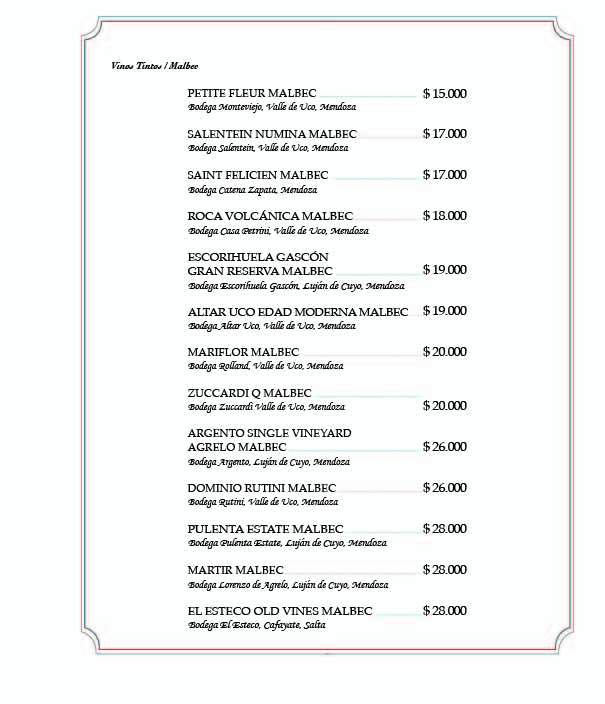 Vinos Tintos / Malbec
PETITE FLEUR MALBEC $ 15.000
Bodega Monteviejo, Valle de Uco, Mendoza
SALENTEIN NUMINA MALBEC $ 17.000
Bodega Salentein, Valle de Uco, Mendoza
SAINT FELICIEN MALBEC $ 17.000
Bodega Catena Zapata, Mendoza
ROCA VOLCÁNICA MALBEC $ 18.000
Bodega Casa Petrini, Valle de Uco, Mendoza
ESCORIHUELA GASCÓN
GRAN RESERVA MALBEC $ 19.000
Bodega Escorihuela Gascón, Luján de Cuyo, Mendoza
ALTAR UCO EDAD MODERNA MALBEC $ 19.000
Bodega Altar Uco, Valle de Uco, Mendoza
MARIFLOR MALBEC $ 20.000
Bodega Rolland, Valle de Uco, Mendoza
ZUCCARDI Q MALBEC
Bodega Zuccardi Valle de Uco, Mendoza $ 20.000
ARGENTO SINGLE VINEYARD
AGRELO MALBEC $ 26.000
Bodega Argento, Luján de Cuyo, Mendoza
DOMINIO RUTINI MALBEC $ 26.000
Bodega Rutini, Valle de Uco, Mendoza
PULENTA ESTATE MALBEC $ 28.000
Bodega Pulenta Estate, Luján de Cuyo, Mendoza
MARTIR MALBEC $ 28.000
Bodega Lorenzo de Agrelo, Luján de Cuyo, Mendoza
EL ESTECO OLD VINES MALBEC $ 28.000
Bodega El Esteco, Cafayate, Salta